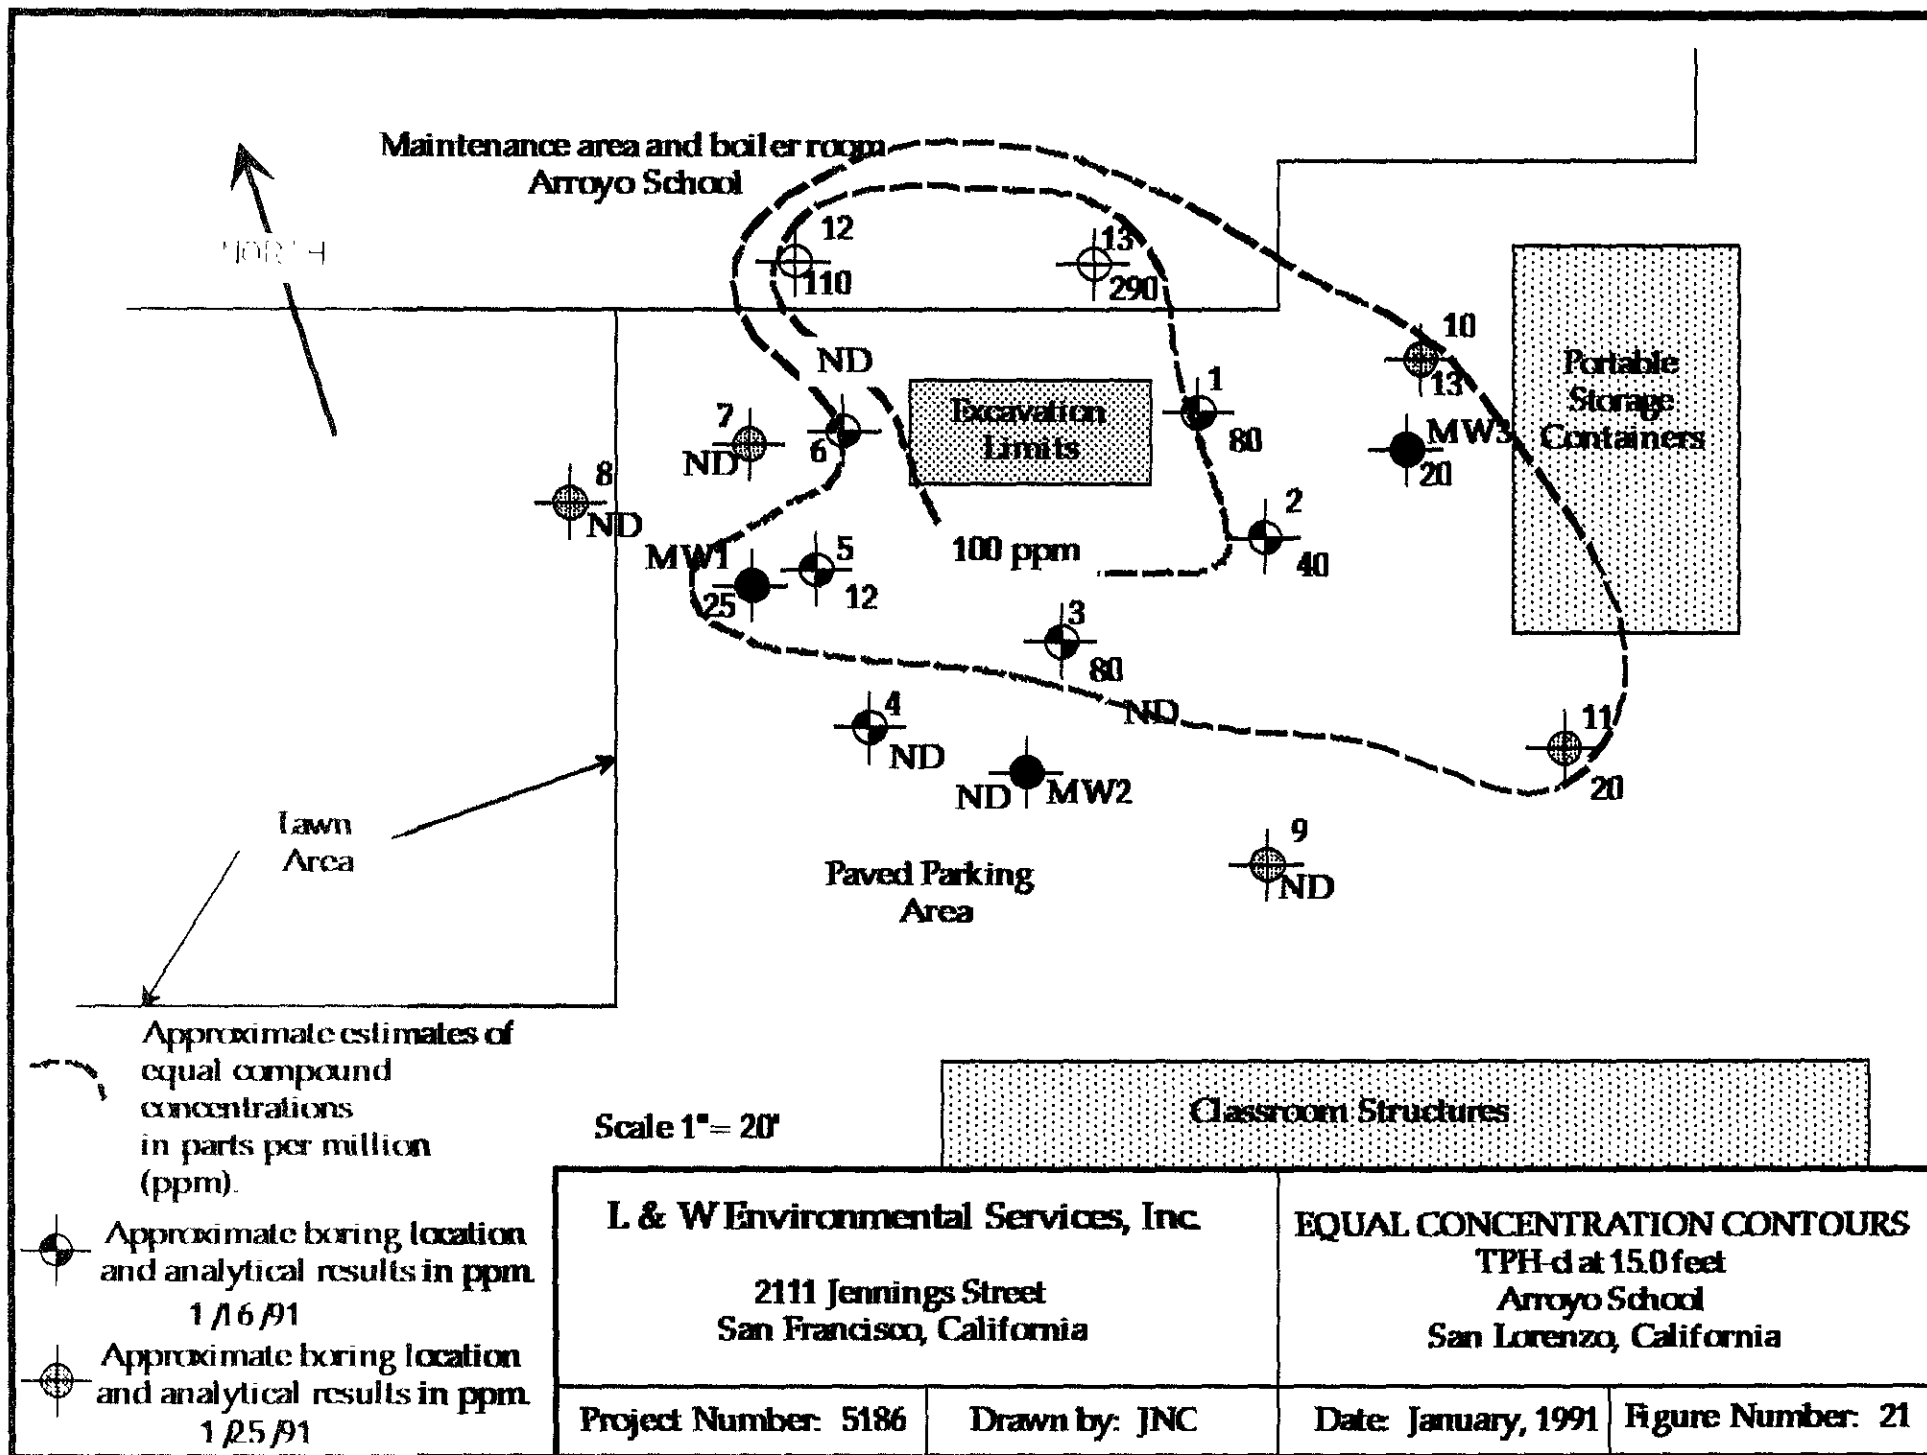 Maintenance area and boiler room
Arroyo School
NORTH
12
110
13
290
10
13
Portable
Storage
Containers
ND
1
80
Excavation
Limits
7
ND
6
MW3
20
8
ND
2
40
100 ppm
MW1
25
5
12
3
80
ND
4
ND
ND MW2
11
20
9
ND
Lawn
Area
Paved Parking
Area
Approximate estimates of
equal compound
concentrations
in parts per million
(ppm).
Scale 1" = 20'
Classroom Structures
Approximate boring location
and analytical results in ppm
1/16/91
Approximate boring location
and analytical results in ppm
1/25/91
L & W Environmental Services, Inc.
2111 Jennings Street
San Francisco, California
EQUAL CONCENTRATION CONTOURS
TPH-d at 15.0 feet
Arroyo School
San Lorenzo, California
Project Number: 5186
Drawn by: JNC
Date: January, 1991
Figure Number: 21